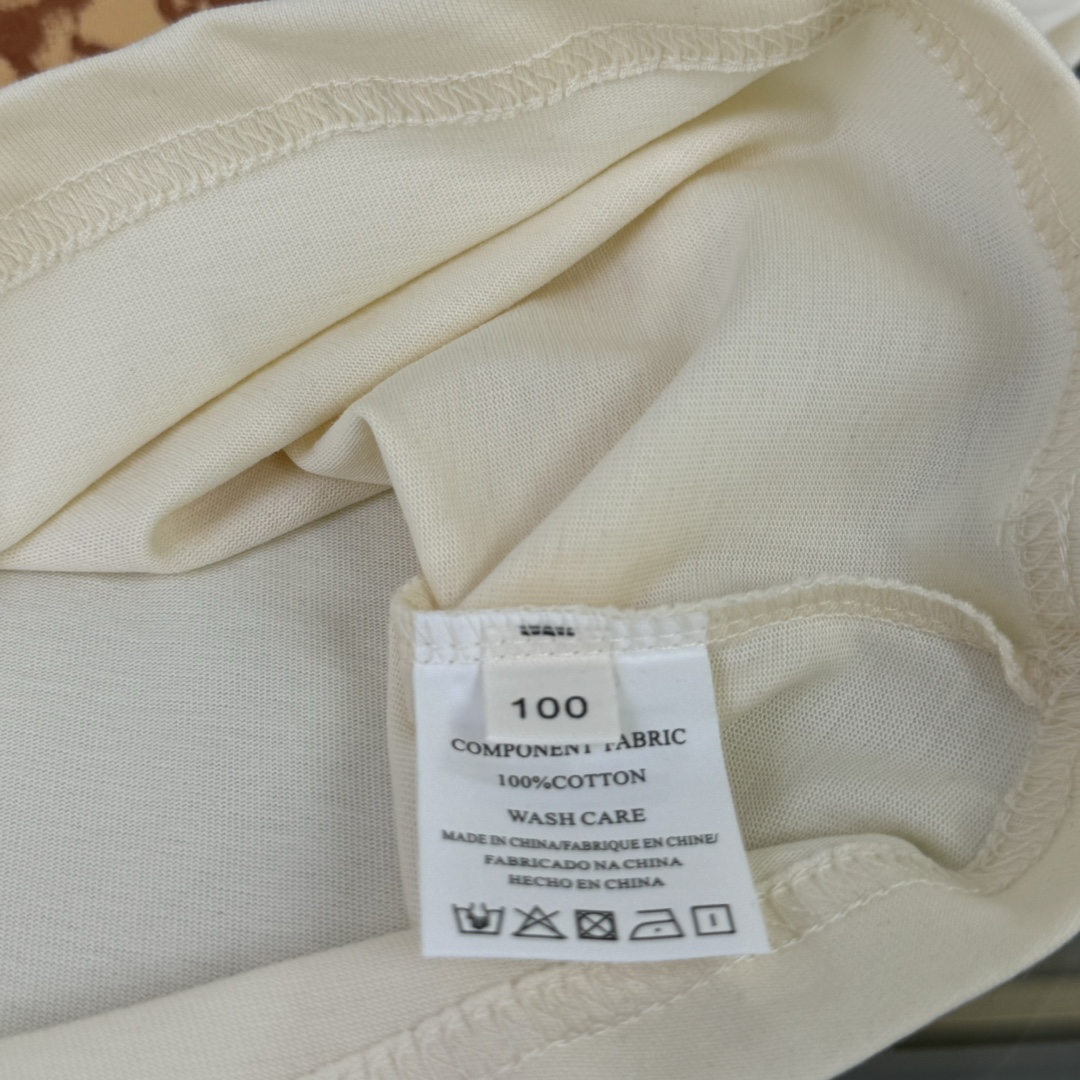 100
COMPONENT FABRIC
100%COTTON
WASH CARE
MADE IN CHINA/FABRIQUE EN CHINE/
FABRICADO NA CHINA
HECHO EN CHINA